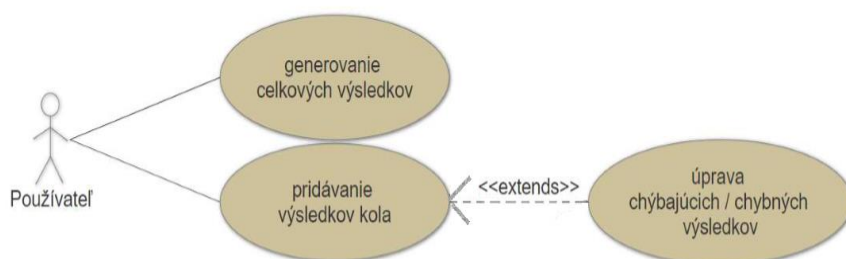 generovanie
celkových výsledkov
Používateľ
pridávanie
výsledkov kola
<<extends>>
úprava
chýbajúcich / chybných
výsledkov